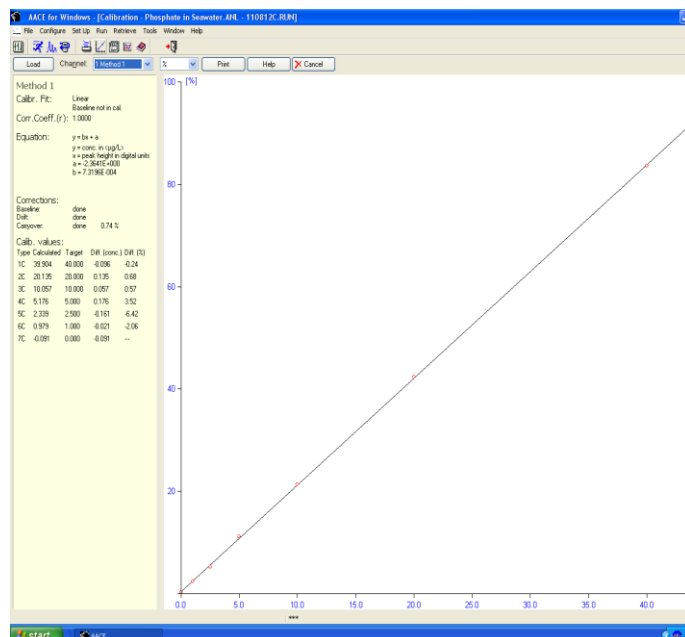 AACE for Windows - [Calibration - Phosphate in Seawater.ANL - 110812C.RUN]
File Configure Set Up Run Retrieve Tools Window Help
Load Channel: 1 Method 1 % Print Help Cancel
Method 1
Calibr. Fit: Linear
Baseline not in cal.
Corr.Coeff.(r): 1.0000
Equation: y = bx + a
y = conc. in <µg/L>
x = peak height in digital units
a = -2.3641E+000
b = 7.3196E-004
Corrections:
Baseline: done
Drift: done
Carryover: done 0.74 %
Calib. values:
Type Calculated Target Diff. (conc.) Diff. (%)
1C 39.904 40.000 -0.096 -0.24
2C 20.135 20.000 0.135 0.68
3C 10.057 10.000 0.057 0.57
4C 5.176 5.000 0.176 3.52
5C 2.339 2.500 -0.161 -6.42
6C 0.979 1.000 -0.021 -2.06
7C -0.091 0.000 -0.091 --
100 [%]
80
60
40
20
0.0 5.0 10.0 15.0 20.0 25.0 30.0 35.0 40.0
***
start AACE